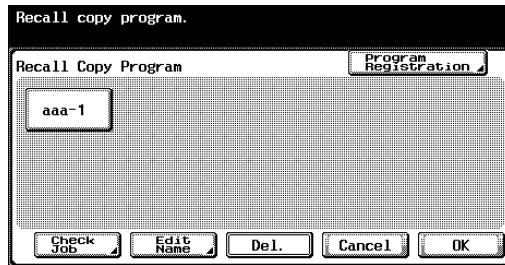 Recall copy program.
Recall Copy Program
Program
Registration
aaa-1
Check
Job
Edit
Name
Del.
Cancel
OK